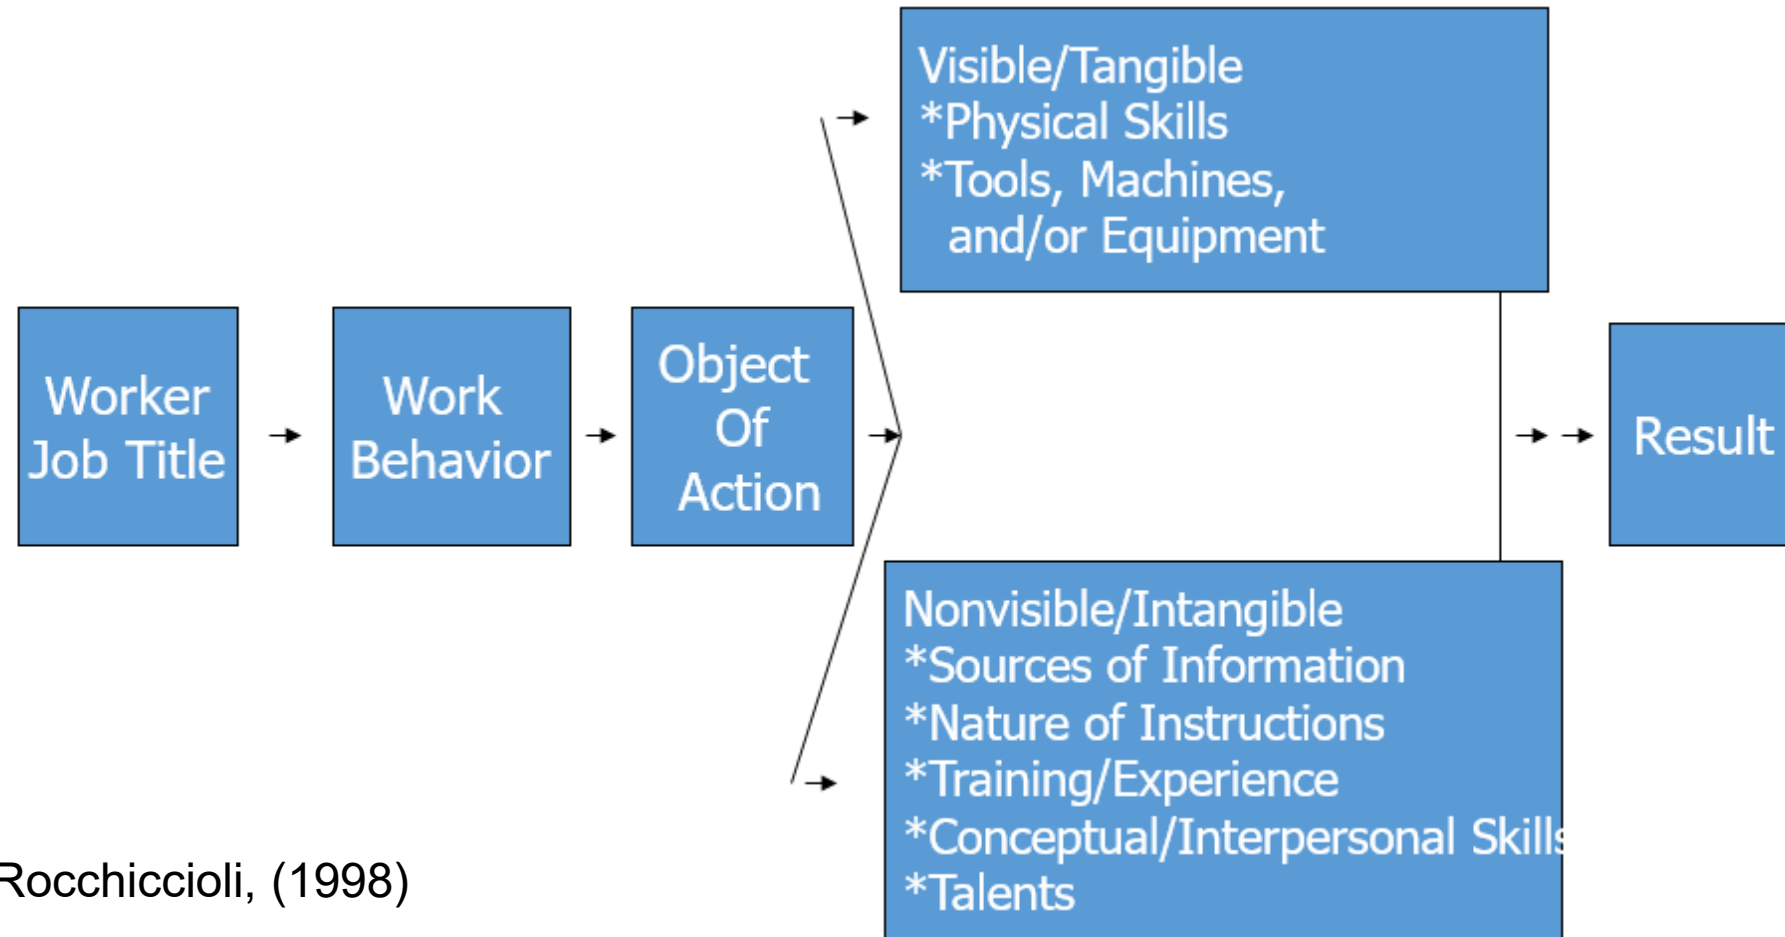 Visible/Tangible
*Physical Skills
*Tools, Machines,
and/or Equipment
Worker
Job Title
Work
Behavior
Object
Of
Action
Result
Nonvisible/Intangible
*Sources of Information
*Nature of Instructions
*Training/Experience
*Conceptual/Interpersonal Skills
*Talents
Rocchiccioli, (1998)